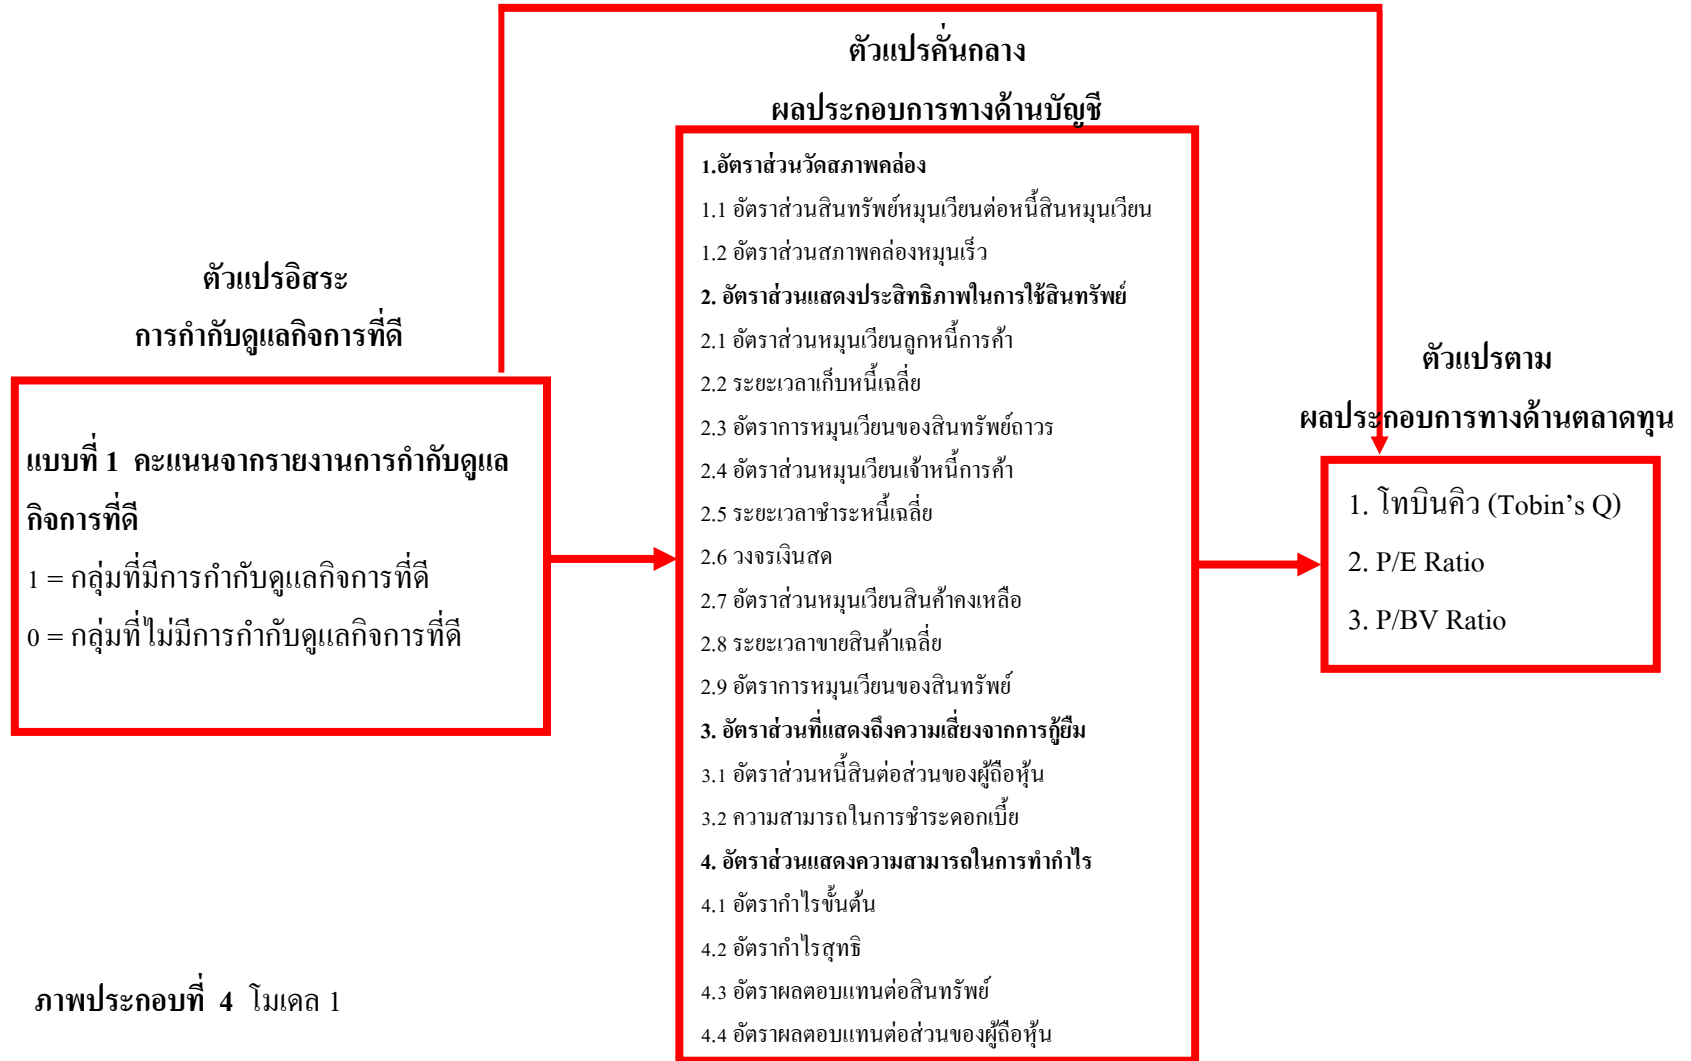 ตัวแปรคั่นกลาง
ผลประกอบการทางด้านบัญชี
ตัวแปรอิสระ
การกำกับดูแลกิจการที่ดี
แบบที่ 1 คะแนนจากรายงานการกำกับดูแล
กิจการที่ดี
1 = กลุ่มที่มีการกำกับดูแลกิจการที่ดี
0 = กลุ่มที่ไม่มีการกำกับดูแลกิจการที่ดี
1.อัตราส่วนวัดสภาพคล่อง
1.1 อัตราส่วนสินทรัพย์หมุนเวียนต่อหนี้สินหมุนเวียน
1.2 อัตราส่วนสภาพคล่องหมุนเร็ว
2. อัตราส่วนแสดงประสิทธิภาพในการใช้สินทรัพย์
2.1 อัตราส่วนหมุนเวียนลูกหนี้การค้า
2.2 ระยะเวลาเก็บหนี้เฉลี่ย
2.3 อัตราการหมุนเวียนของสินทรัพย์ถาวร
2.4 อัตราส่วนหมุนเวียนเจ้าหนี้การค้า
2.5 ระยะเวลาชำระหนี้เฉลี่ย
2.6 วงจรเงินสด
2.7 อัตราส่วนหมุนเวียนสินค้าคงเหลือ
2.8 ระยะเวลาขายสินค้าเฉลี่ย
2.9 อัตราการหมุนเวียนของสินทรัพย์
3. อัตราส่วนที่แสดงถึงความเสี่ยงจากการกู้ยืม
3.1 อัตราส่วนหนี้สินต่อส่วนของผู้ถือหุ้น
3.2 ความสามารถในการชำระดอกเบี้ย
4. อัตราส่วนแสดงความสามารถในการทำกำไร
4.1 อัตรากำไรขั้นต้น
4.2 อัตรากำไรสุทธิ
4.3 อัตราผลตอบแทนต่อสินทรัพย์
4.4 อัตราผลตอบแทนต่อส่วนของผู้ถือหุ้น
ตัวแปรตาม
ผลประกอบการทางด้านตลาดทุน
1. โทบินคิว (Tobin’s Q)
2. P/E Ratio
3. P/BV Ratio
ภาพประกอบที่ 4 โมเดล 1